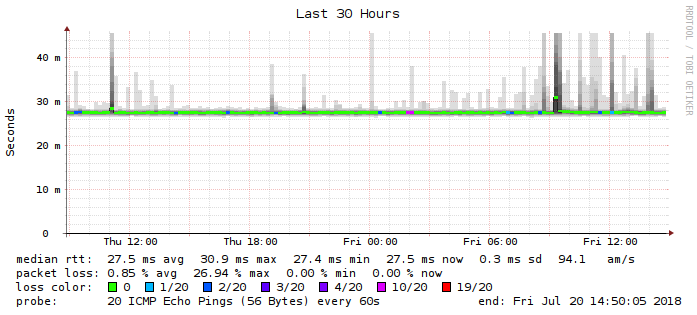 Last 30 Hours
RRDTOOL / TOBI OETIKER
Seconds
40 m
30 m
20 m
10 m
0
Thu 12:00 Thu 18:00 Fri 00:00 Fri 06:00 Fri 12:00
median rtt: 27.5 ms avg 30.9 ms max 27.4 ms min 27.5 ms now 0.3 ms sd 94.1 am/s
packet loss: 0.85 % avg 26.94 % max 0.00 % min 0.00 % now
loss color: 0 1/20 2/20 3/20 4/20 10/20 19/20
probe: 20 ICMP Echo Pings (56 Bytes) every 60s end: Fri Jul 20 14:50:05 2018